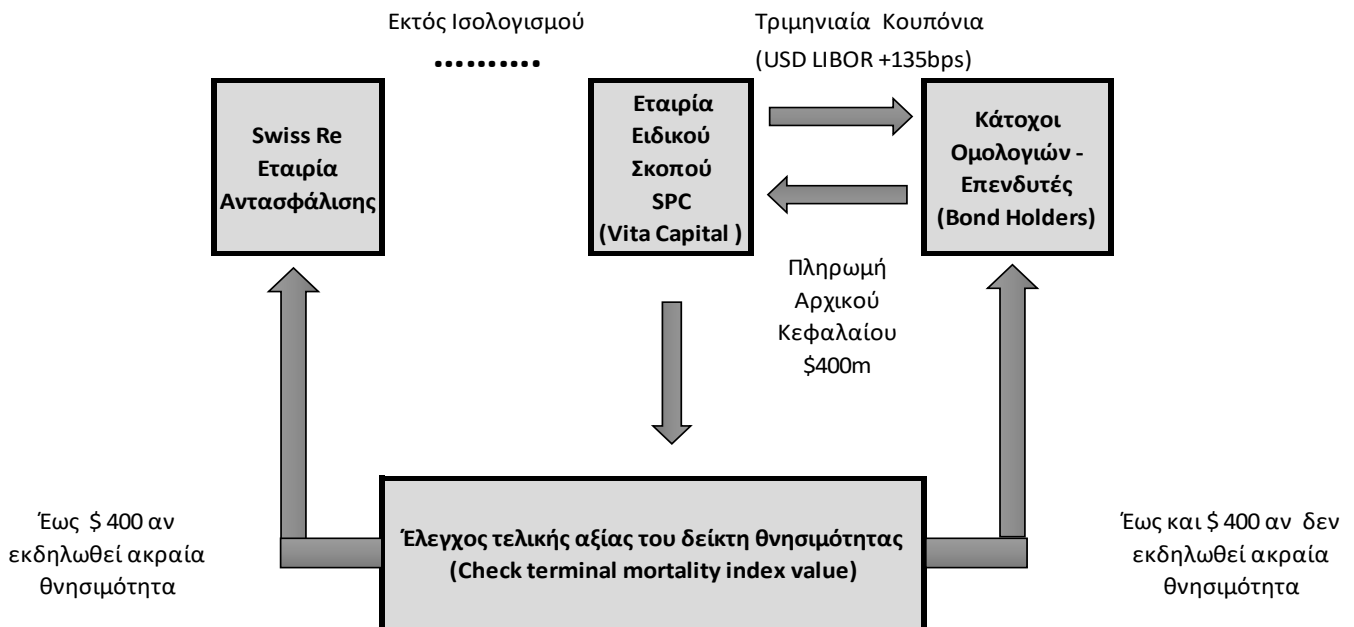 Εκτός Ισολογισμού
..........
Τριμηνιαία Κουπόνια
(USD LIBOR +135bps)
Swiss Re
Εταιρία
Αντασφάλισης
Εταιρία
Ειδικού
Σκοπού
SPC
(Vita Capital )
Κάτοχοι
Ομολογιών -
Επενδυτές
(Bond Holders)
Πληρωμή
Αρχικού
Κεφαλαίου
$400m
Έως $ 400 αν
εκδηλωθεί ακραία
θνησιμότητα
Έλεγχος τελικής αξίας του δείκτη θνησιμότητας
(Check terminal mortality index value)
Έως και $ 400 αν δεν
εκδηλωθεί ακραία
θνησιμότητα